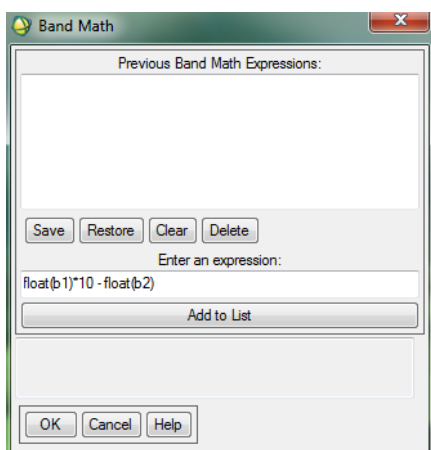 Band Math
Previous Band Math Expressions:
Save Restore Clear Delete
Enter an expression:
float(b1)*10 - float(b2)
Add to List
OK Cancel Help